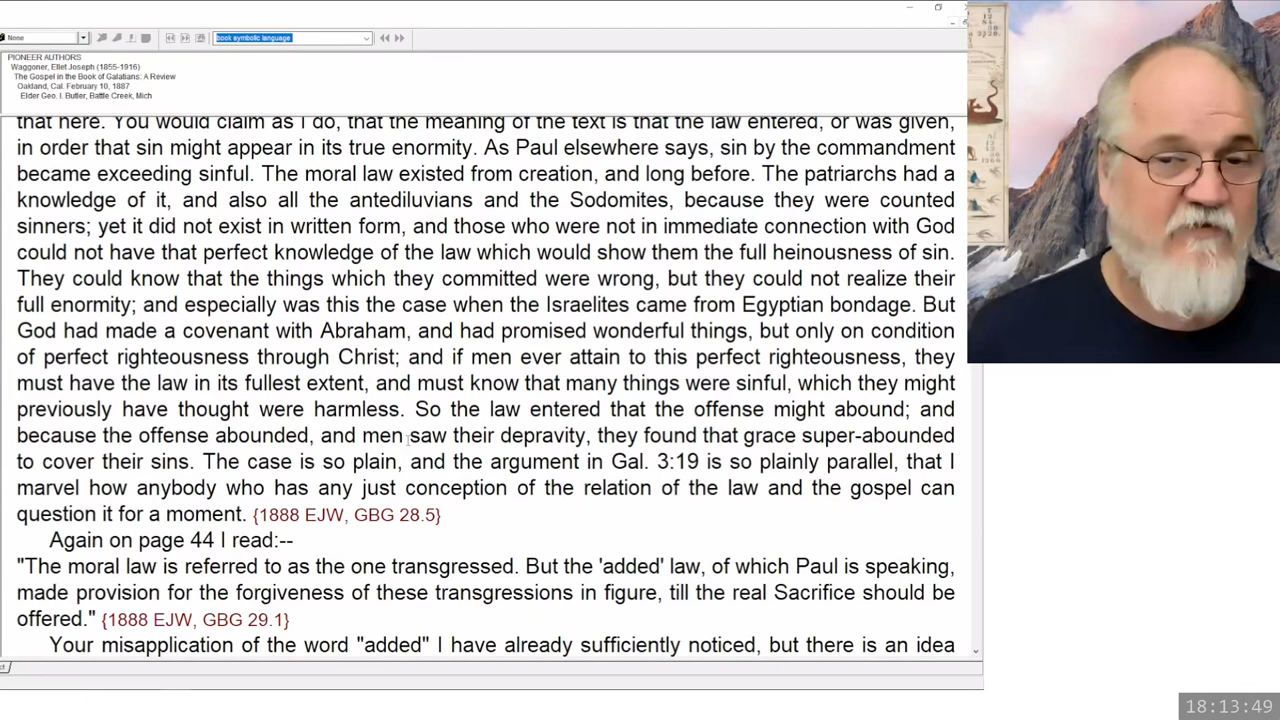 None
book symbolic language
PIONEER AUTHORS
Waggoner, Ellet Joseph (1855-1916)
The Gospel in the Book of Galatians: A Review
Oakland, Cal. February 10, 1887
Elder Geo. I. Butler, Battle Creek, Mich
that here. You would claim as I do, that the meaning of the text is that the law entered, or was given,
in order that sin might appear in its true enormity. As Paul elsewhere says, sin by the commandment
became exceeding sinful. The moral law existed from creation, and long before. The patriarchs had a
knowledge of it, and also all the antediluvians and the Sodomites, because they were counted
sinners; yet it did not exist in written form, and those who were not in immediate connection with God
could not have that perfect knowledge of the law which would show them the full heinousness of sin.
They could know that the things which they committed were wrong, but they could not realize their
full enormity; and especially was this the case when the Israelites came from Egyptian bondage. But
God had made a covenant with Abraham, and had promised wonderful things, but only on condition
of perfect righteousness through Christ; and if men ever attain to this perfect righteousness, they
must have the law in its fullest extent, and must know that many things were sinful, which they might
previously have thought were harmless. So the law entered that the offense might abound; and
because the offense abounded, and men saw their depravity, they found that grace super-abounded
to cover their sins. The case is so plain, and the argument in Gal. 3:19 is so plainly parallel, that I
marvel how anybody who has any just conception of the relation of the law and the gospel can
question it for a moment. {1888 EJW, GBG 28.5}
Again on page 44 I read:--
"The moral law is referred to as the one transgressed. But the 'added' law, of which Paul is speaking,
made provision for the forgiveness of these transgressions in figure, till the real Sacrifice should be
offered." {1888 EJW, GBG 29.1}
Your misapplication of the word "added" I have already sufficiently noticed, but there is an idea
18:13:49